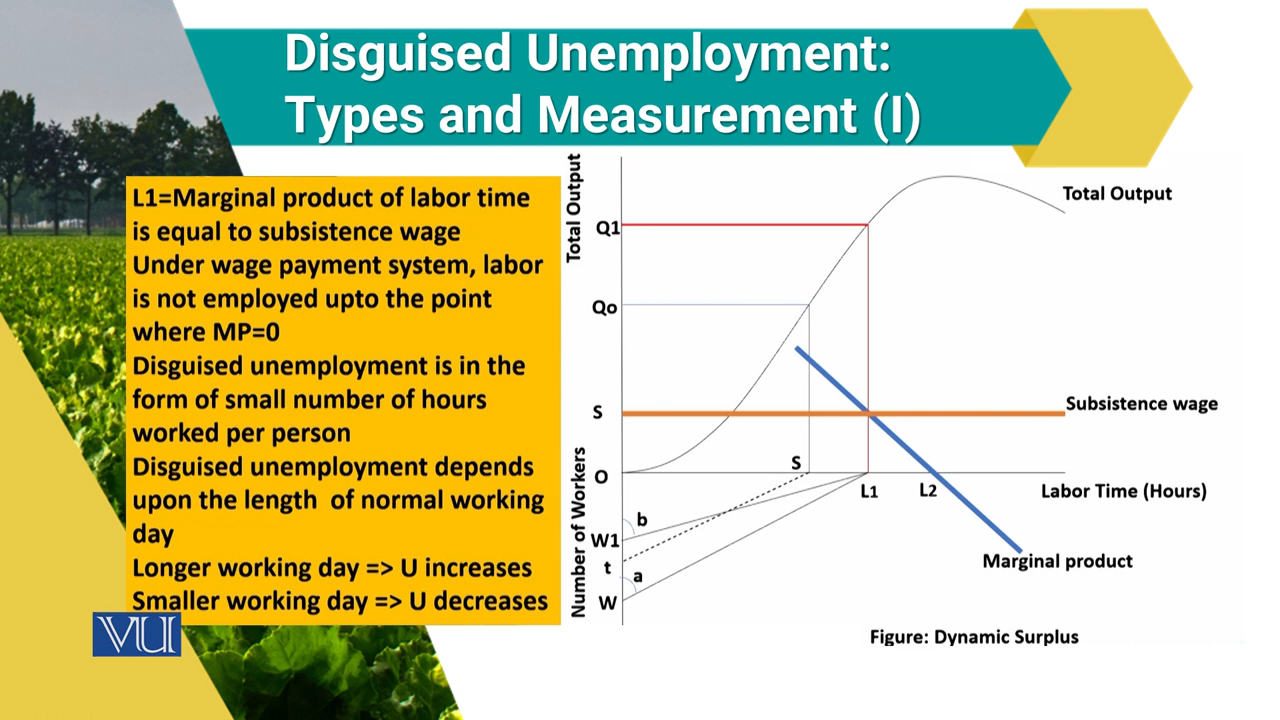 Disguised Unemployment:
Types and Measurement (I)
L1=Marginal product of labor time
is equal to subsistence wage
Under wage payment system, labor
is not employed upto the point
where MP=0
Disguised unemployment is in the
form of small number of hours
worked per person
Disguised unemployment depends
upon the length of normal working
day
Longer working day => U increases
Smaller working day => U decreases
VU
Total Output
Number of Workers
Q1
Qo
S
O
W1
t
W
b
a
S
L1
L2
Total Output
Subsistence wage
Labor Time (Hours)
Marginal product
Figure: Dynamic Surplus